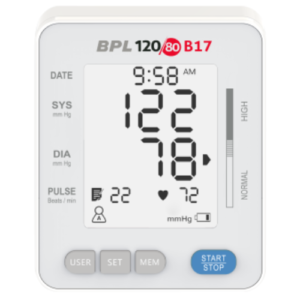 BPL 120/80 B17
DATE 9:58 AM
SYS 122
mm Hg
DIA 78
mm Hg
PULSE 22 72
Beats / min
mmHg
HIGH
NORMAL
USER SET MEM START/STOP